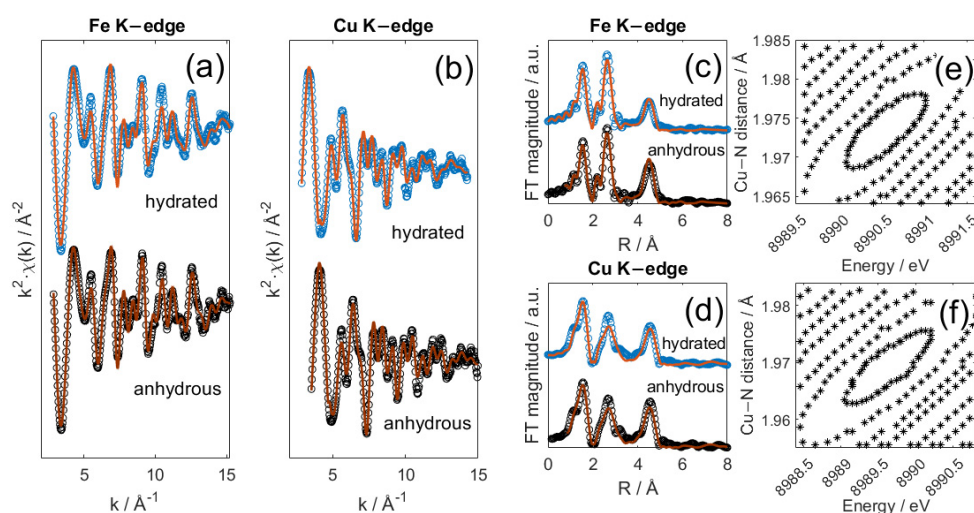 Fe K−edge
(a)
hydrated
anhydrous
k²·χ(k) / Å⁻²
5
10
15
k / Å⁻¹
Cu K−edge
(b)
hydrated
anhydrous
k²·χ(k) / Å⁻²
5
10
15
k / Å⁻¹
Fe K−edge
(c)
hydrated
anhydrous
FT magnitude / a.u.
0
2
4
6
8
R / Å
Cu K−edge
(d)
hydrated
anhydrous
FT magnitude / a.u.
0
2
4
6
8
R / Å
(e)
1.985
1.98
1.975
1.97
1.965
Cu−N distance / Å
8989.5
8990
8990.5
8991
8991.5
Energy / eV
(f)
1.98
1.97
1.96
Cu−N distance / Å
8988.5
8989
8989.5
8990
8990.5
Energy / eV